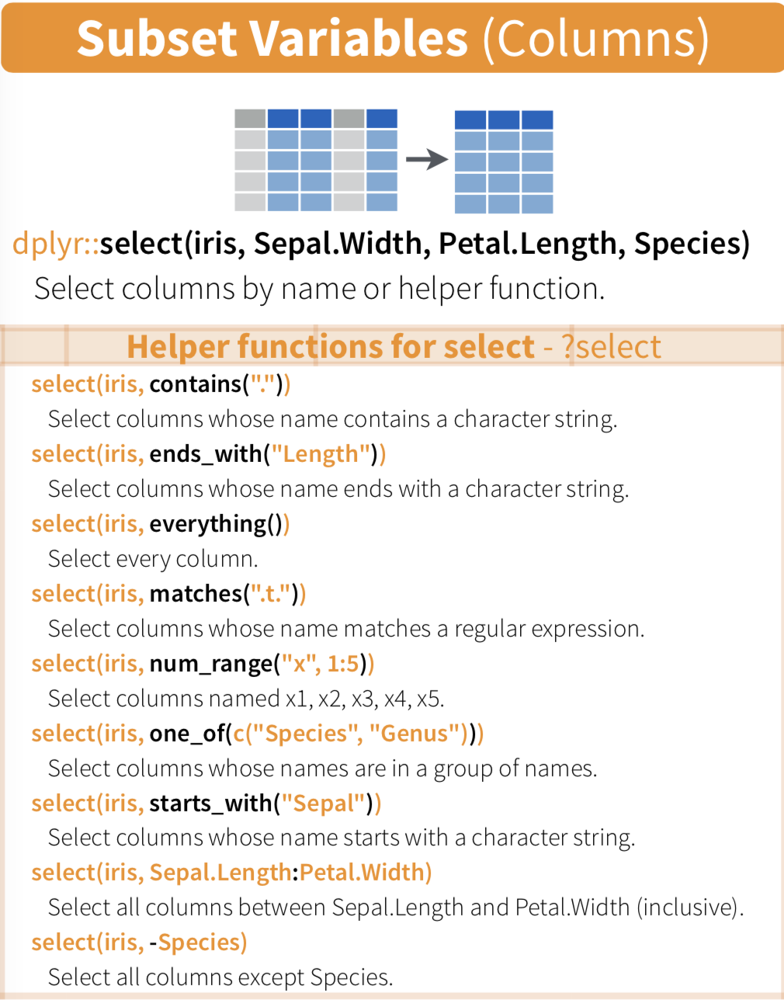 Subset Variables (Columns)
dplyr::select(iris, Sepal.Width, Petal.Length, Species)
Select columns by name or helper function.
Helper functions for select - ?select
select(iris, contains("."))
Select columns whose name contains a character string.
select(iris, ends_with("Length"))
Select columns whose name ends with a character string.
select(iris, everything())
Select every column.
select(iris, matches(".t."))
Select columns whose name matches a regular expression.
select(iris, num_range("x", 1:5))
Select columns named x1, x2, x3, x4, x5.
select(iris, one_of(c("Species", "Genus")))
Select columns whose names are in a group of names.
select(iris, starts_with("Sepal"))
Select columns whose name starts with a character string.
select(iris, Sepal.Length:Petal.Width)
Select all columns between Sepal.Length and Petal.Width (inclusive).
select(iris, -Species)
Select all columns except Species.